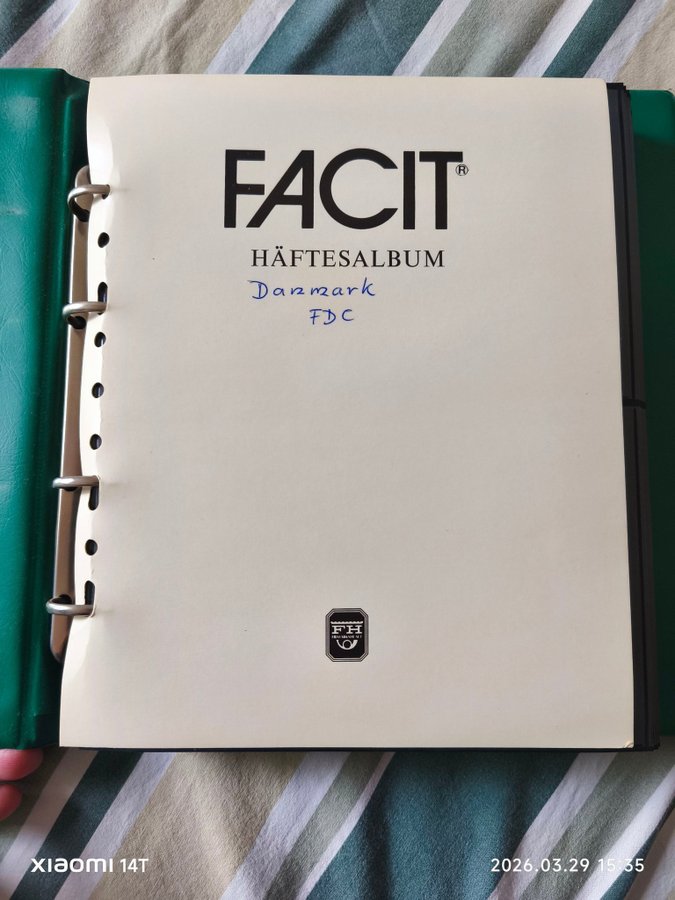 FACIT®
HÄFTESALBUM
Danmark
FDC
FH
XIAOMI 14T
2026.03.29 15:35